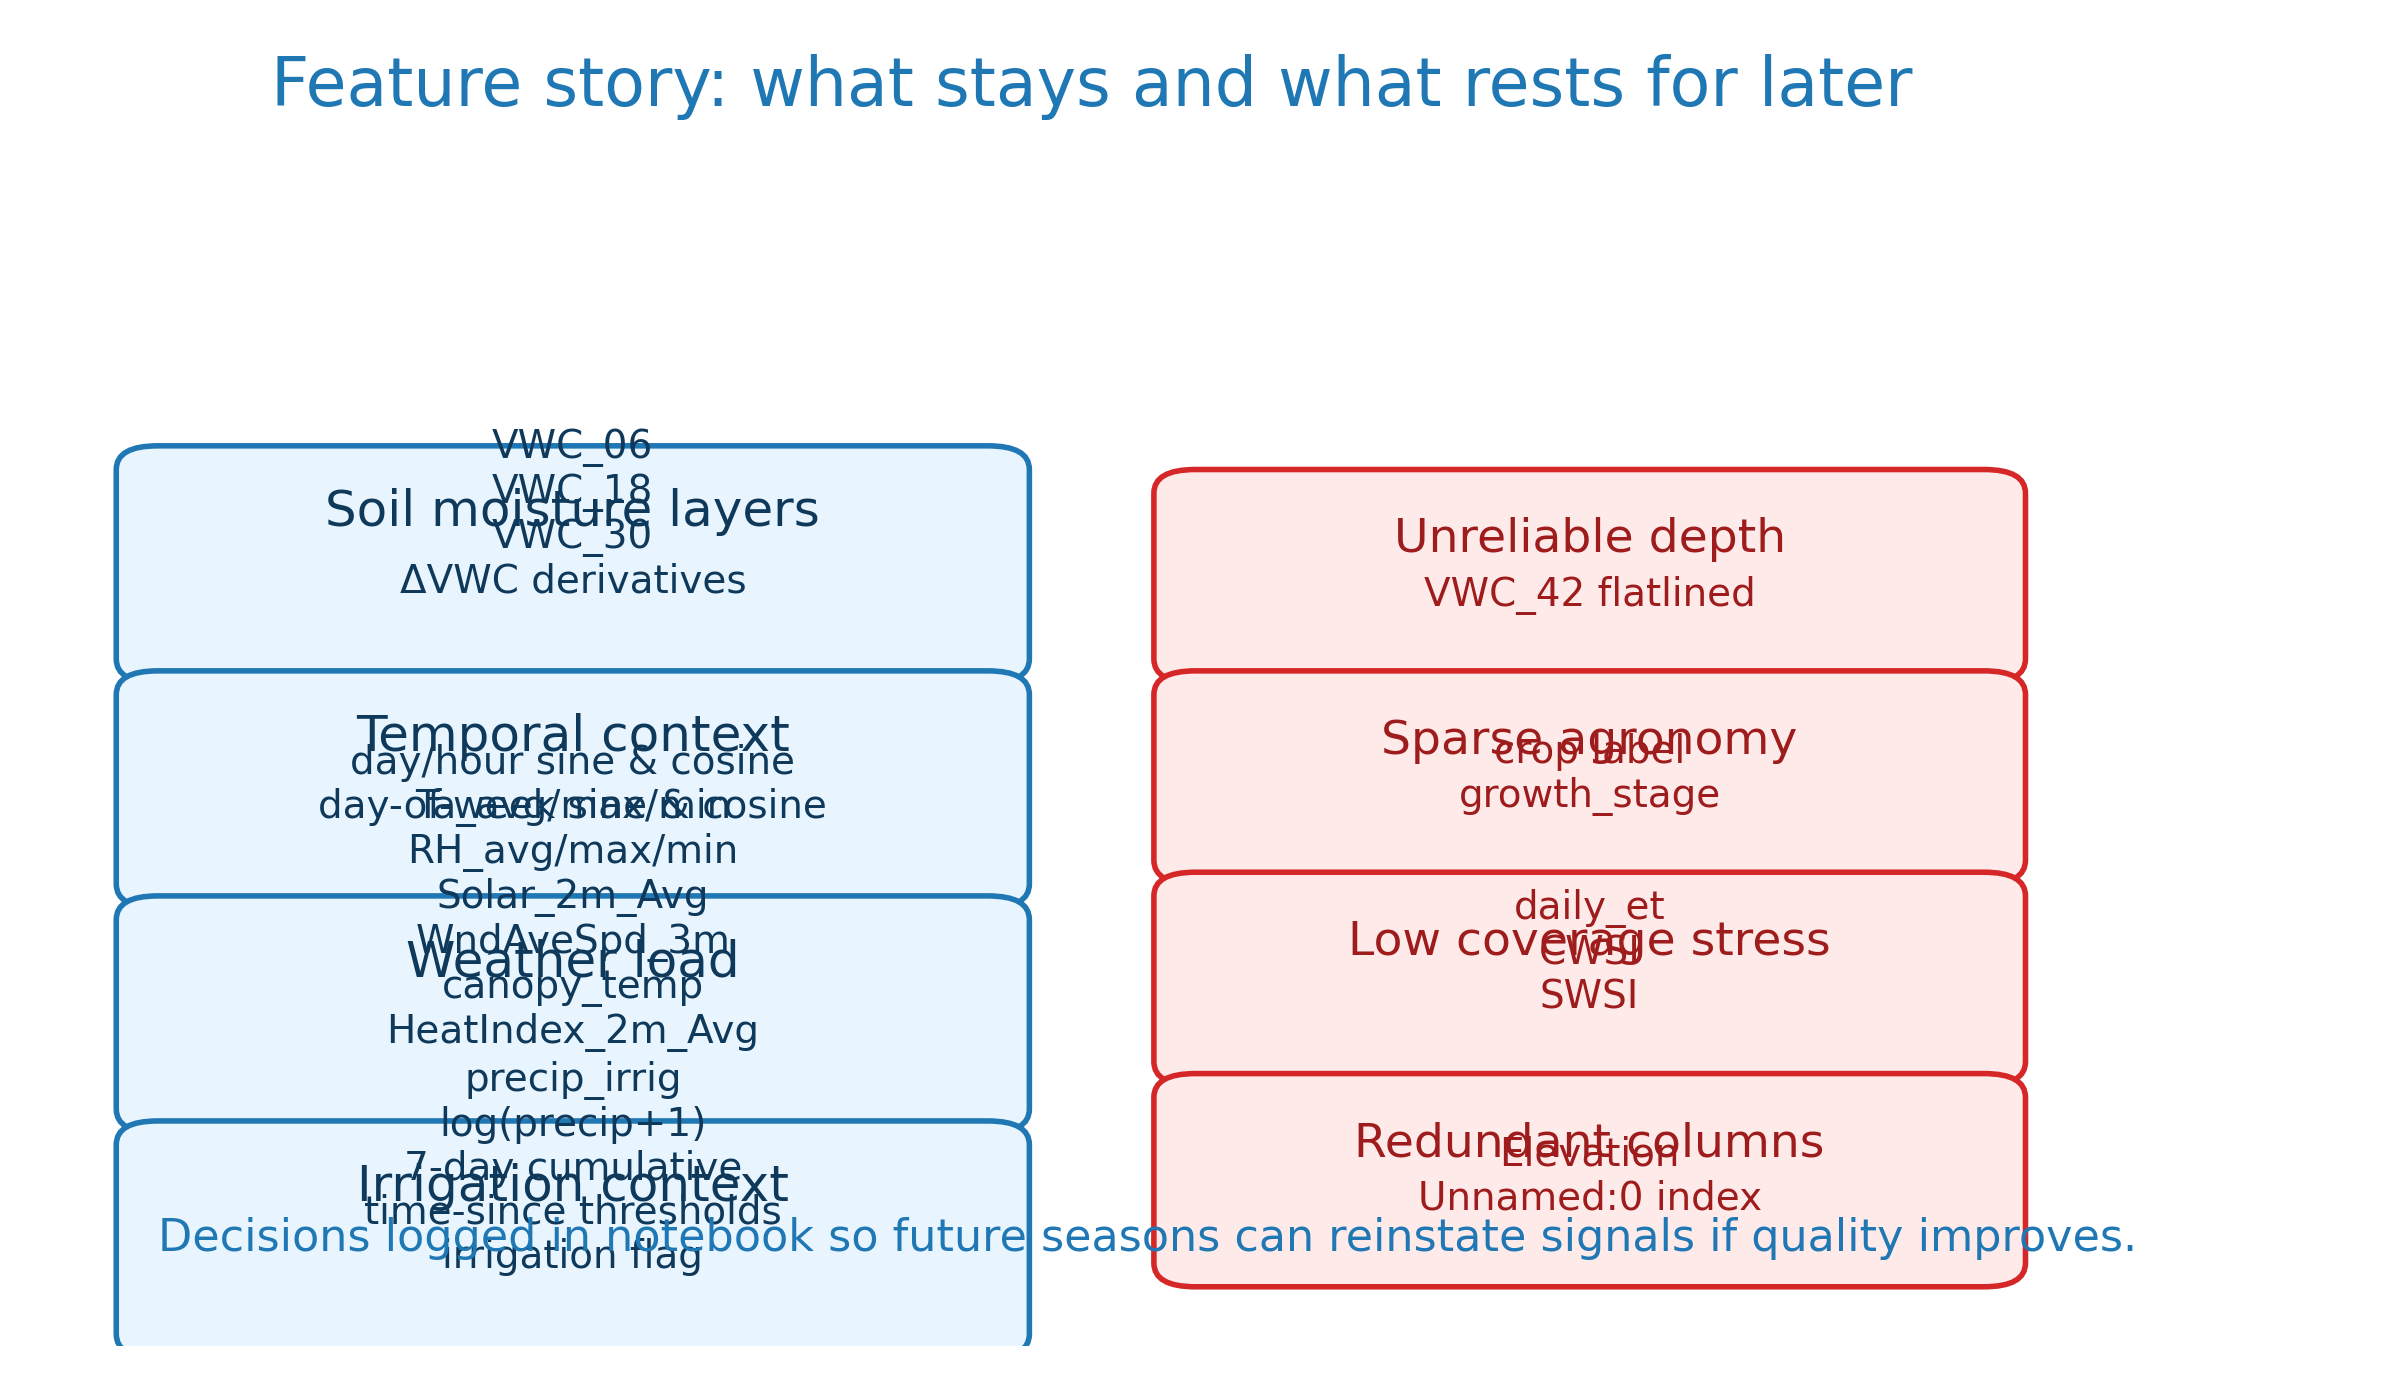 Feature story: what stays and what rests for later
Soil moisture layers
VWC_06
VWC_18
VWC_30
ΔVWC derivatives
Temporal context
day/hour sine & cosine
day-of-week sine & cosine
Weather load
Ta_avg/max/min
RH_avg/max/min
Solar_2m_Avg
WndAveSpd_3m
canopy_temp
HeatIndex_2m_Avg
Irrigation context
precip_irrig
log(precip+1)
7-day cumulative
time-since thresholds
irrigation flag
Unreliable depth
VWC_42 flatlined
Sparse agronomy
crop label
growth_stage
Low coverage stress
daily_et
CWSI
SWSI
Redundant columns
Elevation
Unnamed:0 index
Decisions logged in notebook so future seasons can reinstate signals if quality improves.